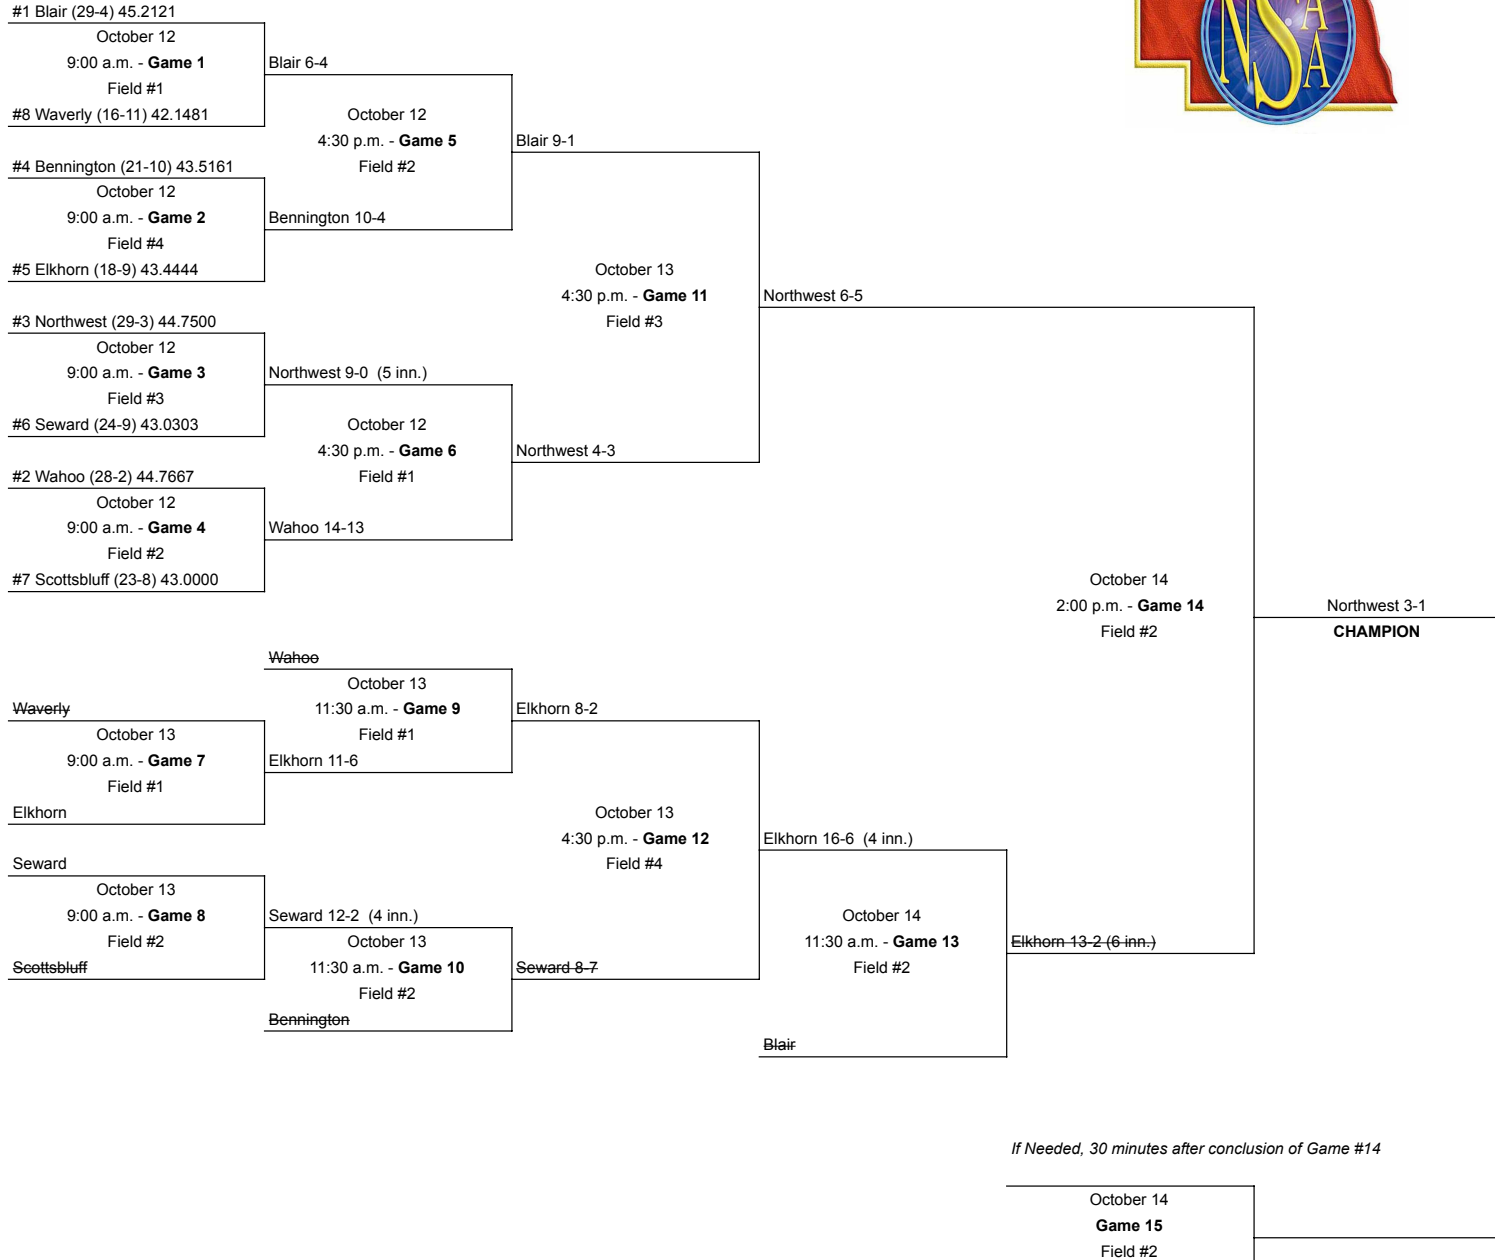 #1 Blair (29-4) 45.2121
October 12
9:00 a.m. - Game 1
Field #1
#8 Waverly (16-11) 42.1481
Blair 6-4
#4 Bennington (21-10) 43.5161
October 12
9:00 a.m. - Game 2
Field #4
#5 Elkhorn (18-9) 43.4444
Bennington 10-4
October 12
4:30 p.m. - Game 5
Field #2
Blair 9-1
#3 Northwest (29-3) 44.7500
October 12
9:00 a.m. - Game 3
Field #3
#6 Seward (24-9) 43.0303
Northwest 9-0 (5 inn.)
#2 Wahoo (28-2) 44.7667
October 12
9:00 a.m. - Game 4
Field #2
#7 Scottsbluff (23-8) 43.0000
Wahoo 14-13
October 12
4:30 p.m. - Game 6
Field #1
Northwest 4-3
October 13
4:30 p.m. - Game 11
Field #3
Northwest 6-5
NSAA
October 14
2:00 p.m. - Game 14
Field #2
Northwest 3-1
CHAMPION
Wahoo
October 13
11:30 a.m. - Game 9
Field #1
Elkhorn 8-2
Waverly
October 13
9:00 a.m. - Game 7
Field #1
Elkhorn
Elkhorn 11-6
Seward
October 13
9:00 a.m. - Game 8
Field #2
Scottsbluff
Seward 12-2 (4 inn.)
October 13
11:30 a.m. - Game 10
Field #2
Bennington
Seward 8-7
October 13
4:30 p.m. - Game 12
Field #4
Elkhorn 16-6 (4 inn.)
October 14
11:30 a.m. - Game 13
Field #2
Blair
Elkhorn 13-2 (6 inn.)
If Needed, 30 minutes after conclusion of Game #14
October 14
Game 15
Field #2